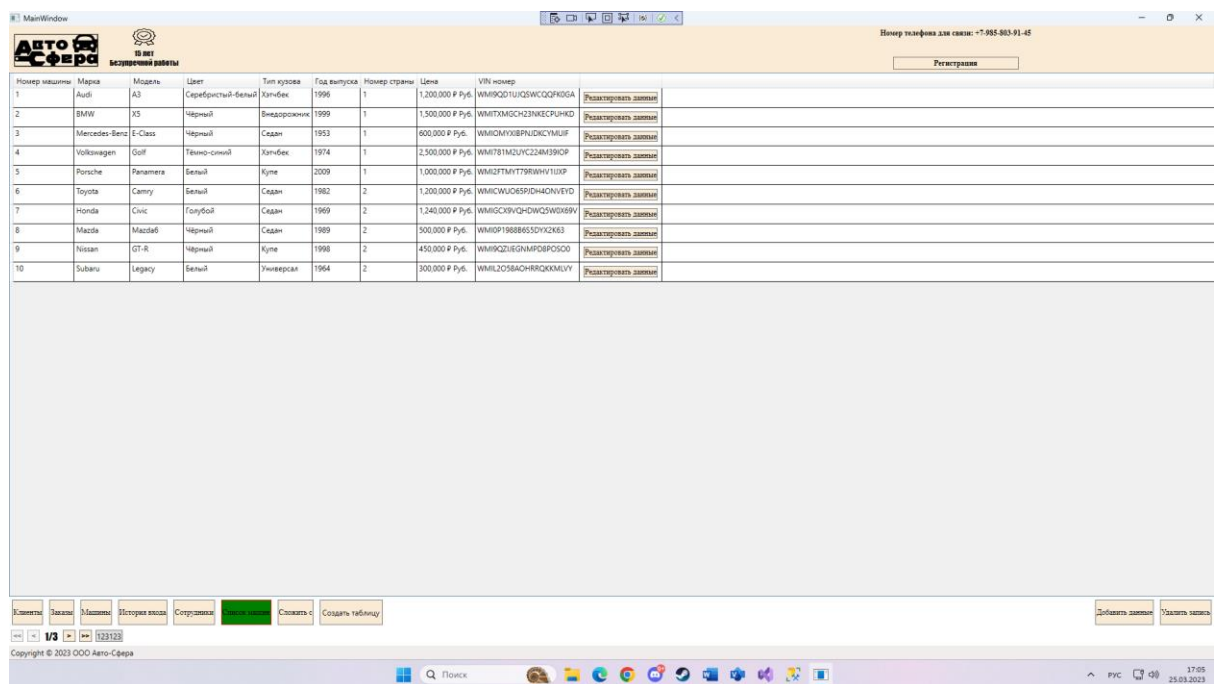 MainWindow
Авто Сфера
15 лет
Безупречной работы
Номер телефона для связи: +7-985-803-91-45
Регистрация
Номер машины Марка Модель Цвет Тип кузова Год выпуска Номер страны Цена VIN номер
1 Audi A3 Серебристый-белый Хэтчбек 1996 1 1,200,000 ₽ Руб. WMI9QD1UJQSWCQQFK0GA Редактировать данные
2 BMW X5 Чёрный Внедорожник 1999 1 1,500,000 ₽ Руб. WMITXMGCH23NKECPUHKD Редактировать данные
3 Mercedes-Benz E-Class Чёрный Седан 1953 1 600,000 ₽ Руб. WMIOMYXIBPNJDKCYMUIF Редактировать данные
4 Volkswagen Golf Тёмно-синий Хэтчбек 1974 1 2,500,000 ₽ Руб. WMI781M2UYC224M39IOP Редактировать данные
5 Porsche Panamera Белый Купе 2009 1 1,000,000 ₽ Руб. WMI2FTMYT79RWHV1IJXP Редактировать данные
6 Toyota Camry Белый Седан 1982 2 1,200,000 ₽ Руб. WMICWUO65PJDH4ONVEYD Редактировать данные
7 Honda Civic Голубой Седан 1969 2 1,240,000 ₽ Руб. WMIGCX9VQHDWQ5W0X69V Редактировать данные
8 Mazda Mazda6 Чёрный Седан 1989 2 500,000 ₽ Руб. WMI0P1988B6S5DYX2K63 Редактировать данные
9 Nissan GT-R Чёрный Купе 1998 2 450,000 ₽ Руб. WMI9QZIJEGNMPD8POSO0 Редактировать данные
10 Subaru Legacy Белый Универсал 1964 2 300,000 ₽ Руб. WMIL2O58AOHRRQKKMLVY Редактировать данные
Клиенты Заказы Машины История входа Сотрудники Список машин Сложить с Создать таблицу Добавить данные Удалить запись
<< < 1/3 > >> 123123
Copyright © 2023 ООО Авто-Сфера
Поиск РУС 17:05
25.03.2023